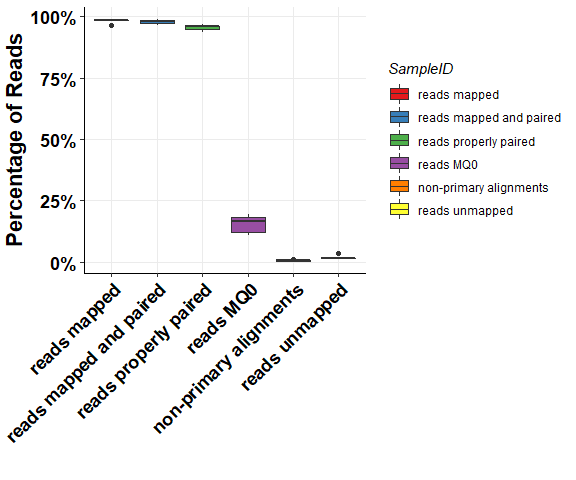 Percentage of Reads
100%
75%
50%
25%
0%
reads mapped
reads mapped and paired
reads properly paired
reads MQ0
non-primary alignments
reads unmapped
SampleID
reads mapped
reads mapped and paired
reads properly paired
reads MQ0
non-primary alignments
reads unmapped